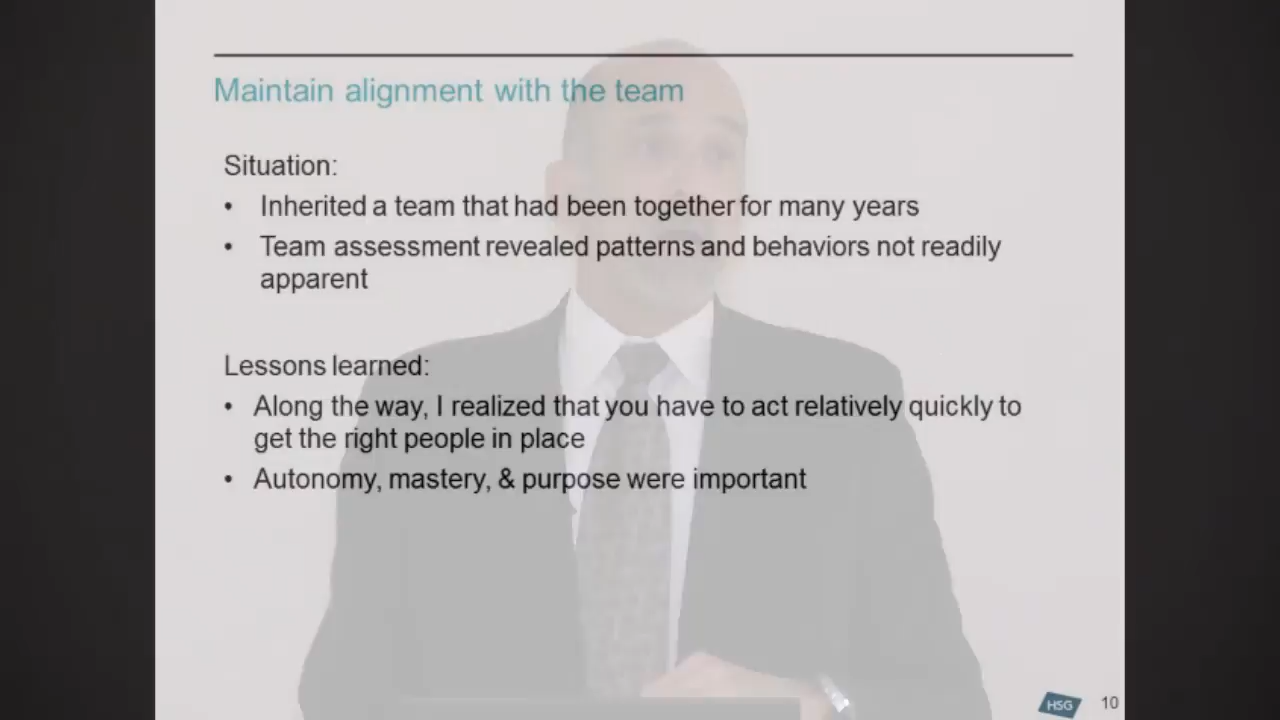 Maintain alignment with the team
Situation:
• Inherited a team that had been together for many years
• Team assessment revealed patterns and behaviors not readily
apparent
Lessons learned:
• Along the way, I realized that you have to act relatively quickly to
get the right people in place
• Autonomy, mastery, & purpose were important
HSG 10